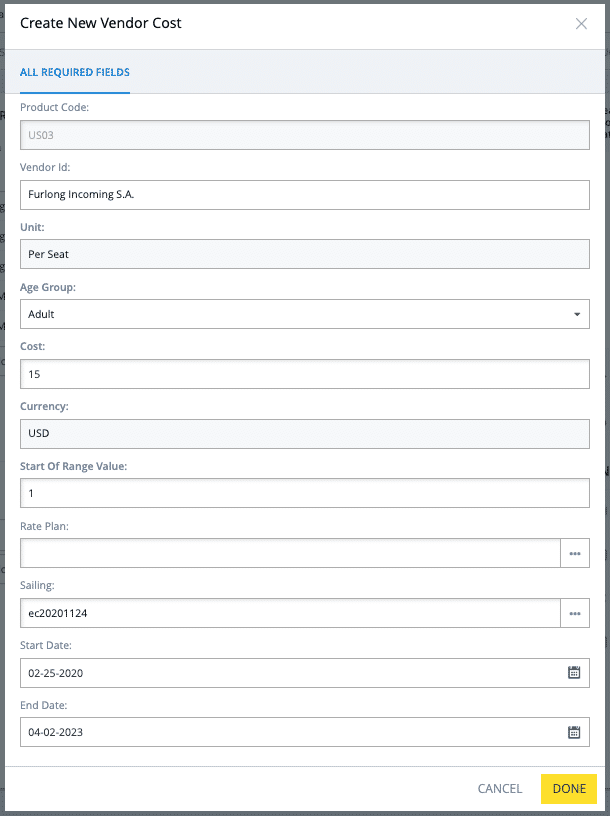 Create New Vendor Cost
ALL REQUIRED FIELDS
Product Code:
US03
Vendor Id:
Furlong Incoming S.A.
Unit:
Per Seat
Age Group:
Adult
Cost:
15
Currency:
USD
Start Of Range Value:
1
Rate Plan:
Sailing:
ec20201124
Start Date:
02-25-2020
End Date:
04-02-2023
CANCEL DONE